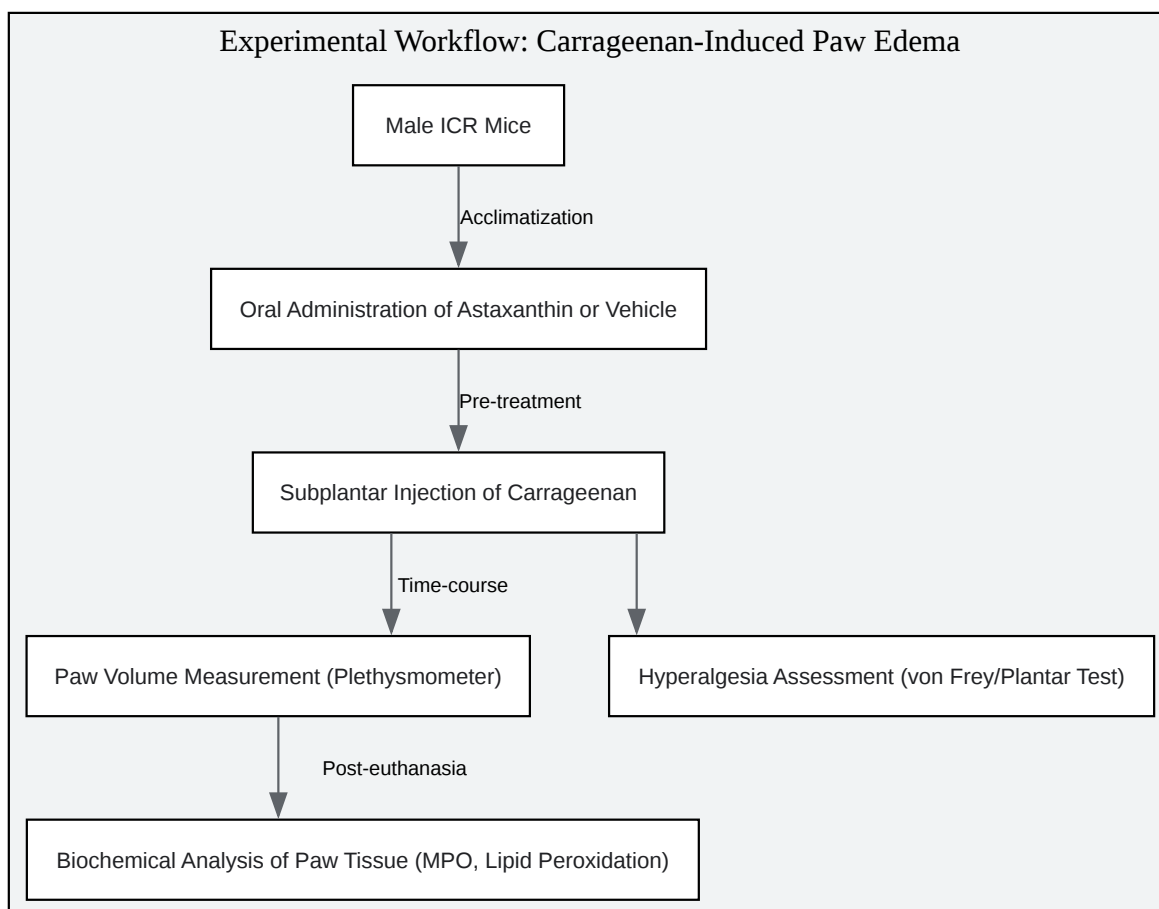 Experimental Workflow: Carrageenan-Induced Paw Edema
Male ICR Mice
Acclimatization
Oral Administration of Astaxanthin or Vehicle
Pre-treatment
Subplantar Injection of Carrageenan
Time-course
Paw Volume Measurement (Plethysmometer)
Hyperalgesia Assessment (von Frey/Plantar Test)
Post-euthanasia
Biochemical Analysis of Paw Tissue (MPO, Lipid Peroxidation)